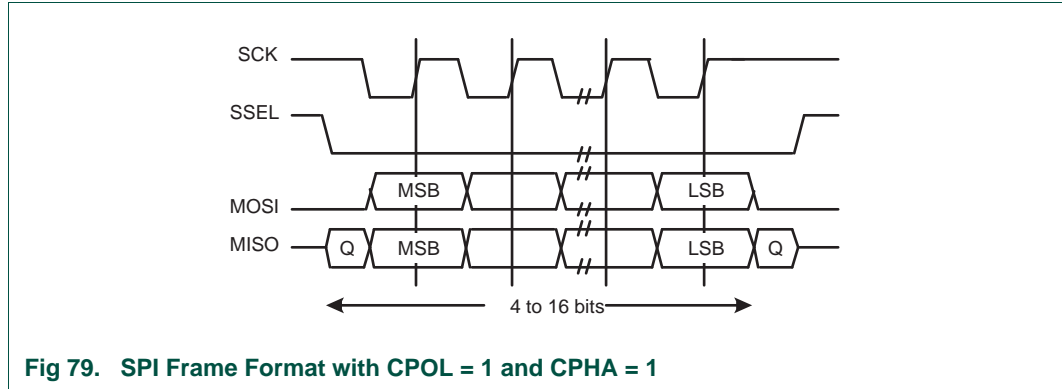 SCK
SSEL
MOSI MSB LSB
MISO Q MSB LSB Q
4 to 16 bits
Fig 79. SPI Frame Format with CPOL = 1 and CPHA = 1